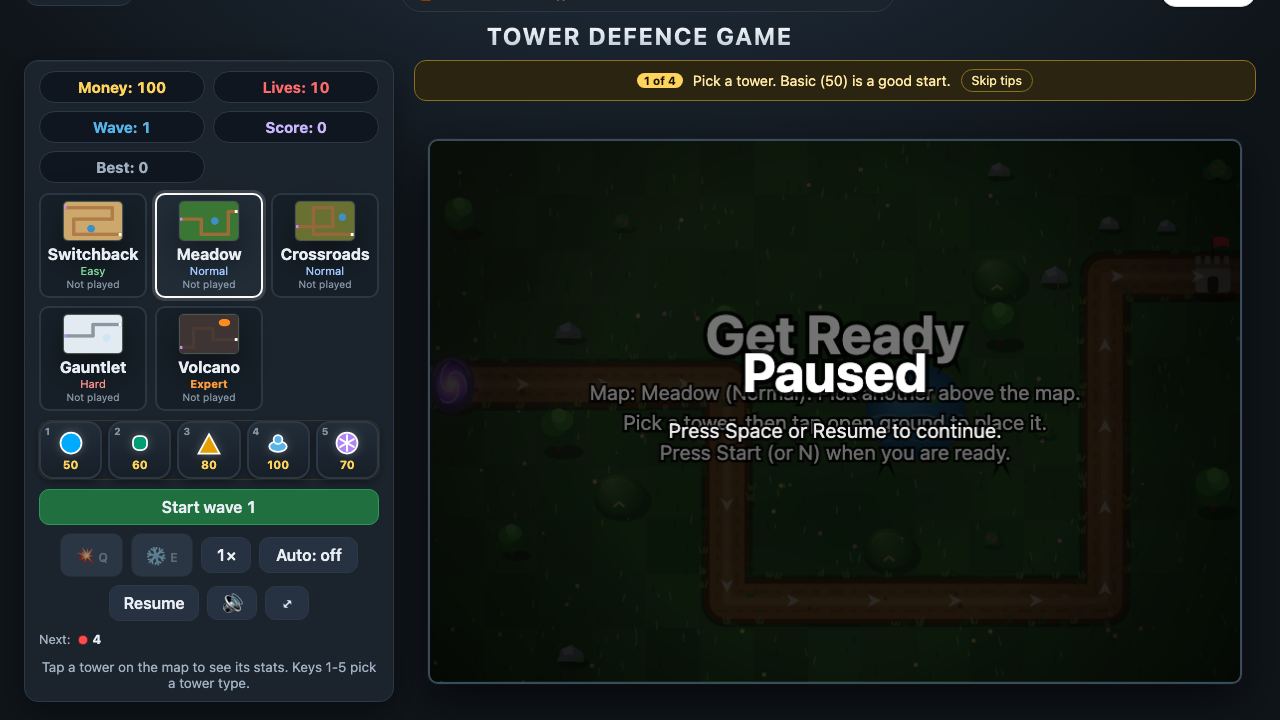 TOWER DEFENCE GAME
Money: 100
Lives: 10
Wave: 1
Score: 0
Best: 0
Switchback
Easy
Not played
Meadow
Normal
Not played
Crossroads
Normal
Not played
Gauntlet
Hard
Not played
Volcano
Expert
Not played
1
50
2
60
3
80
4
100
5
70
Start wave 1
Q
E
1×
Auto: off
Resume
Next: 4
Tap a tower on the map to see its stats. Keys 1-5 pick
a tower type.
1 of 4 Pick a tower. Basic (50) is a good start. Skip tips
Get Ready
Paused
Map: Meadow (Normal). Pick another above the map.
Pick a tower, then tap open ground to place it.
Press Space or Resume to continue.
Press Start (or N) when you are ready.